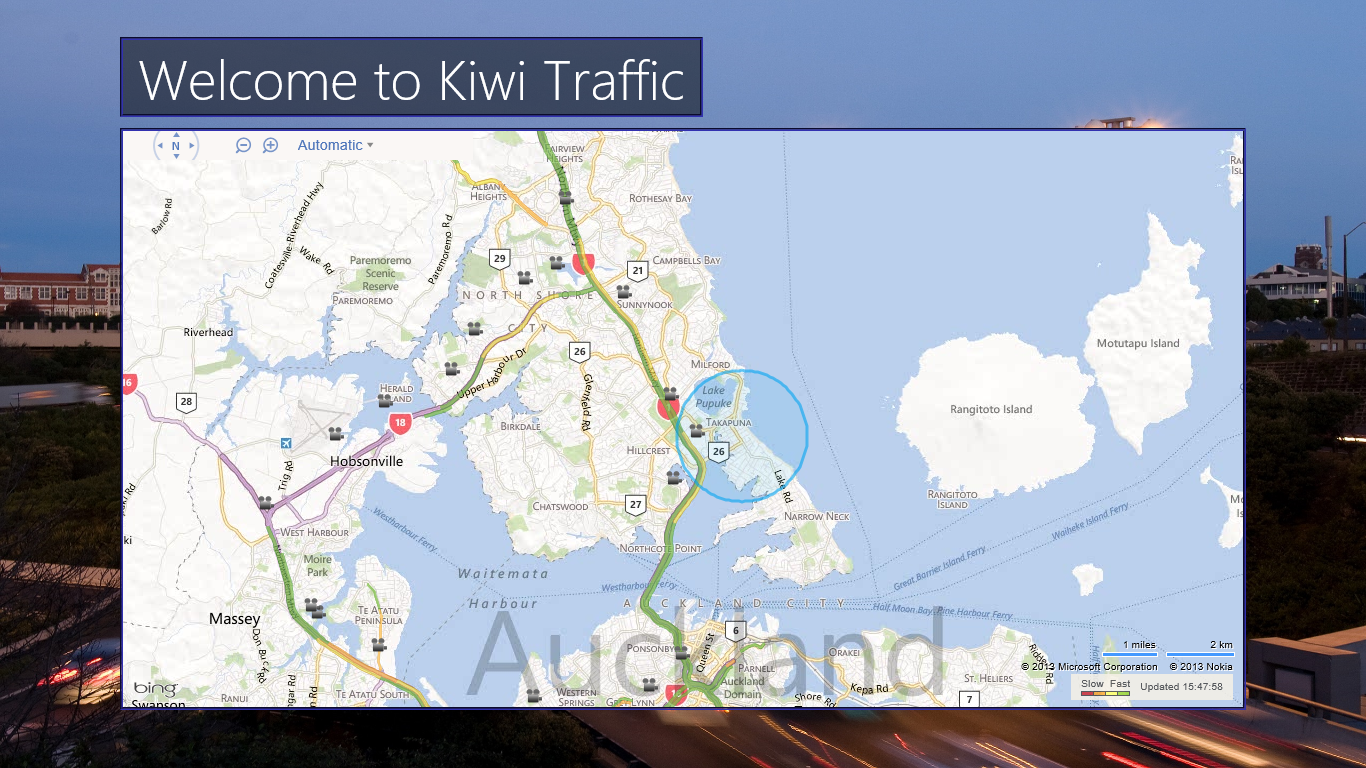 Welcome to Kiwi Traffic
N
Automatic
FAIRVIEW
HEIGHTS
ALBANY
HEIGHTS
ROTHESAY BAY
Barlow Rd
Coatesville-Riverhead Hwy
Wake Rd
Paremoremo Rd
Paremoremo
Scenic
Reserve
PAREMOREMO
29
21
CAMPBELLS BAY
NORTH SHORE
CITY
SUNNYNOOK
Riverhead
26
Upper Harbour Dr
MILFORD
Motutapu Island
16
28
HERALD
ISLAND
18
Glenfield Rd
Lake
Pupuke
TAKAPUNA
Rangitoto Island
BIRKDALE
HILLCREST
26
Hobsonville
Trig Rd
Lake Rd
RANGITOTO
ISLAND
27
CHATSWOOD
NARROW NECK
Westharbour Ferry
Waiheke Island Ferry
WEST HARBOUR
NORTHCOTE POINT
Moire
Park
Waitemata
Harbour
Great Barrier Island Ferry
Westharbour Ferry
AUCKLAND CITY
Half Moon Bay-Pine Harbour Ferry
Massey
TE ATATU
PENINSULA
Auckland
6
Don Buck Rd
PONSONBY
Queen St
ORAKEI
PARNELL
Auckland
Domain
1 miles
2 km
© 2013 Microsoft Corporation
© 2013 Nokia
ST. HELIERS
Kepa Rd
Shore Rd
7
Slow Fast
Updated 15:47:58
bing
Swanson
RANUI
TE ATATU SOUTH
WESTERN
SPRINGS
GREY LYNN